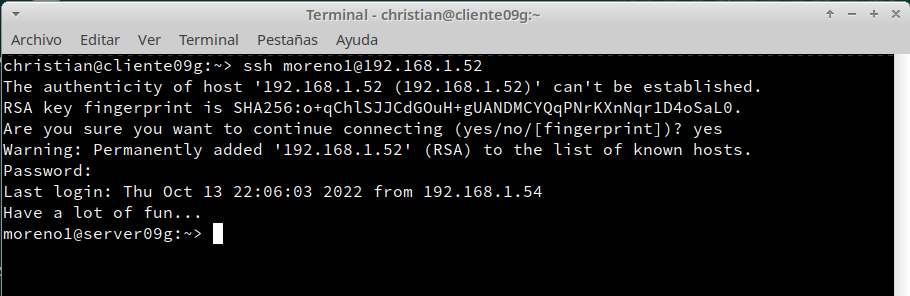 Terminal - christian@cliente09g:~
Archivo Editar Ver Terminal Pestañas Ayuda
christian@cliente09g:~> ssh moreno1@192.168.1.52
The authenticity of host '192.168.1.52 (192.168.1.52)' can't be established.
RSA key fingerprint is SHA256:o+qChlSJJCdGOuH+gUANDMCYQqPNrKXnNqr1D4oSaL0.
Are you sure you want to continue connecting (yes/no/[fingerprint])? yes
Warning: Permanently added '192.168.1.52' (RSA) to the list of known hosts.
Password:
Last login: Thu Oct 13 22:06:03 2022 from 192.168.1.54
Have a lot of fun...
moreno1@server09g:~>